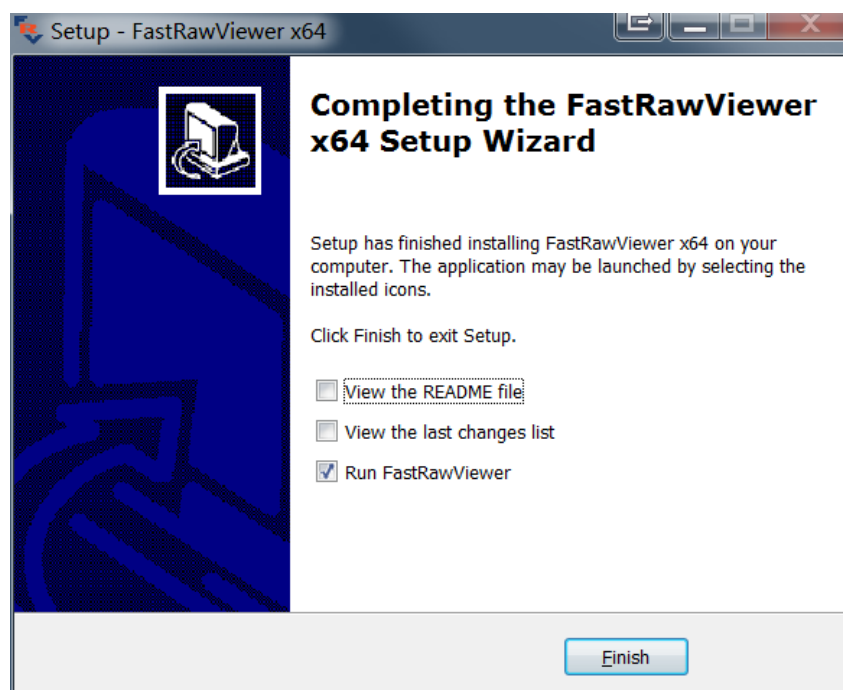 Setup - FastRawViewer x64
Completing the FastRawViewer
x64 Setup Wizard
Setup has finished installing FastRawViewer x64 on your
computer. The application may be launched by selecting the
installed icons.
Click Finish to exit Setup.
View the README file
View the last changes list
Run FastRawViewer
Finish